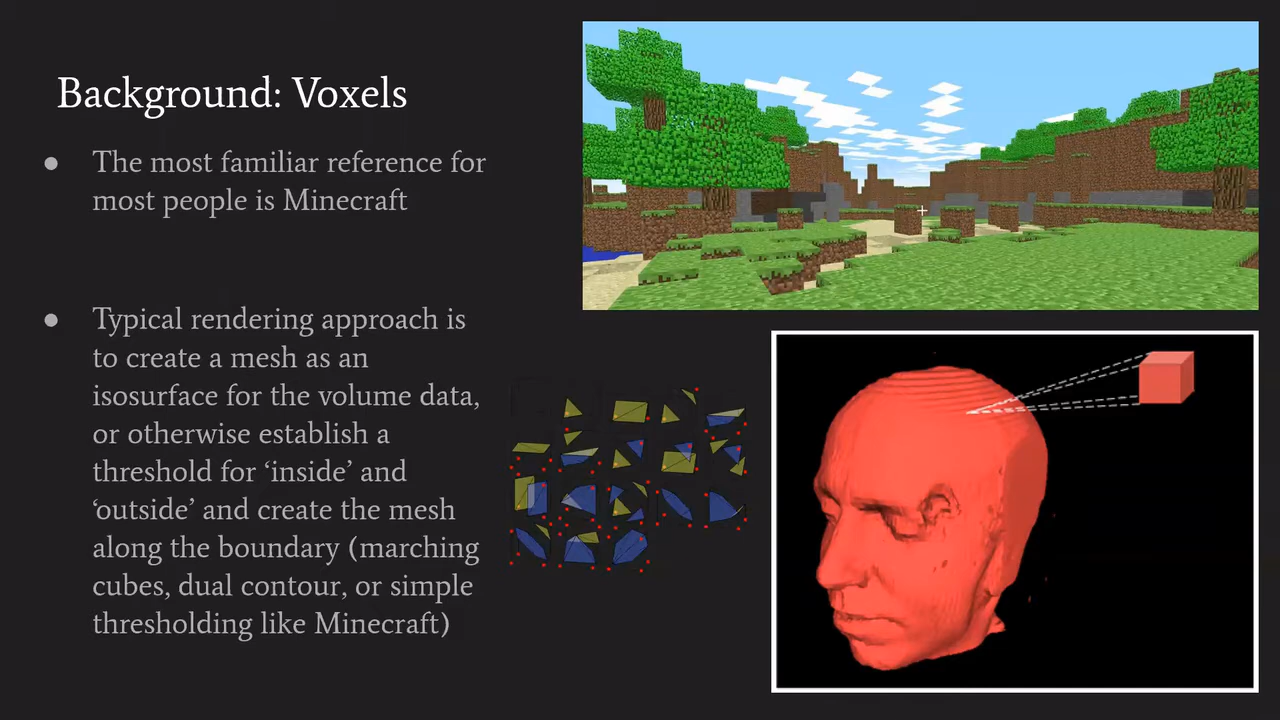 Background: Voxels
● The most familiar reference for
most people is Minecraft
● Typical rendering approach is
to create a mesh as an
isosurface for the volume data,
or otherwise establish a
threshold for ‘inside’ and
‘outside’ and create the mesh
along the boundary (marching
cubes, dual contour, or simple
thresholding like Minecraft)